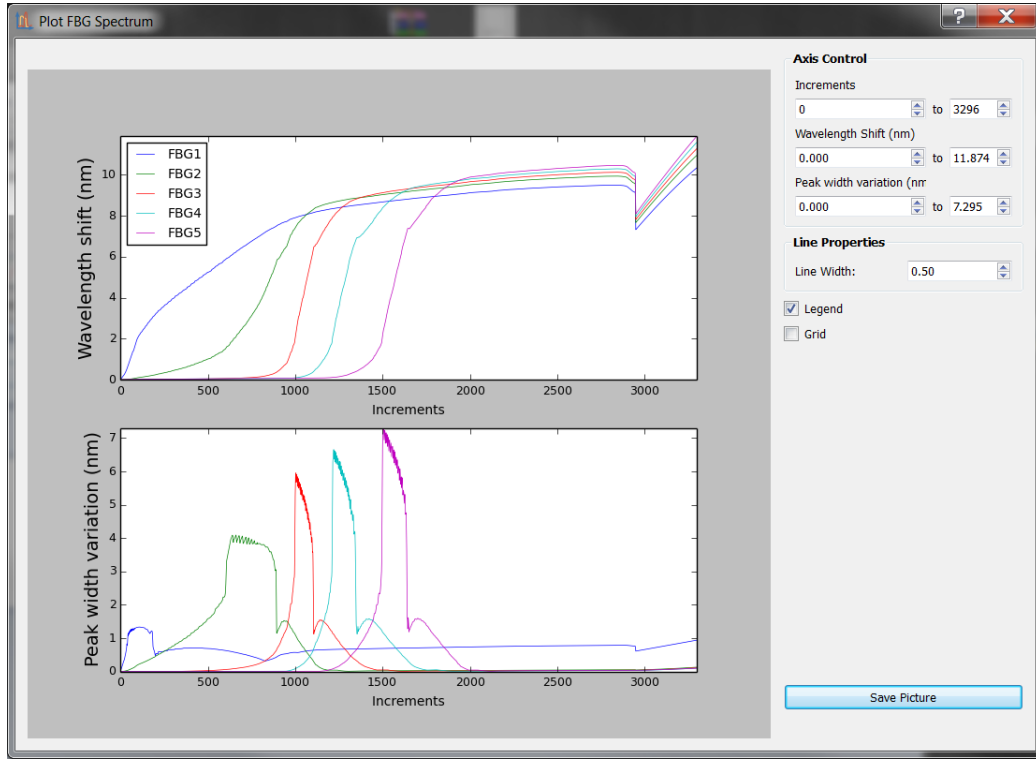 Plot FBG Spectrum
Axis Control
Increments
0 to 3296
Wavelength Shift (nm)
0.000 to 11.874
Peak width variation (nm
0.000 to 7.295
Line Properties
Line Width: 0.50
Legend
Grid
Save Picture
FBG1
FBG2
FBG3
FBG4
FBG5
Wavelength shift (nm)
10
8
6
4
2
0
0 500 1000 1500 2000 2500 3000
Increments
Peak width variation (nm)
7
6
5
4
3
2
1
0
0 500 1000 1500 2000 2500 3000
Increments